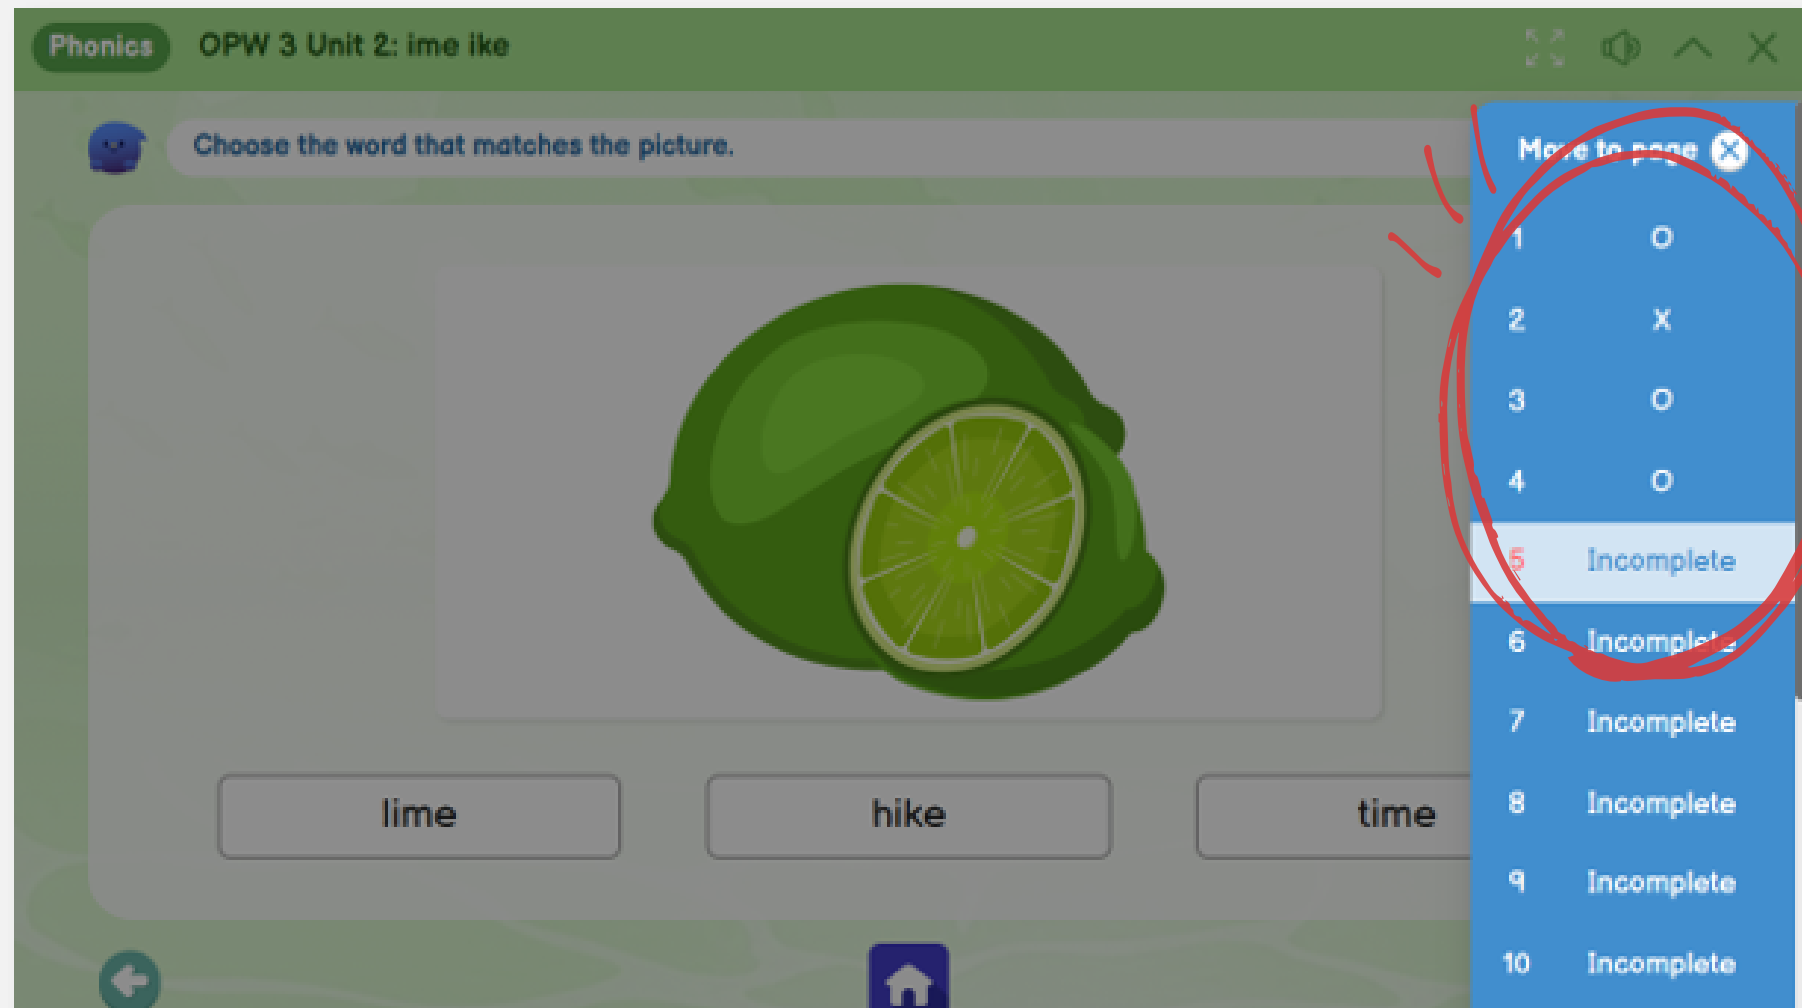 Phonics OPW 3 Unit 2: ime ike
Choose the word that matches the picture.
Move to page
1 O
2 X
3 O
4 O
5 Incomplete
6 Incomplete
7 Incomplete
8 Incomplete
9 Incomplete
10 Incomplete
lime hike time